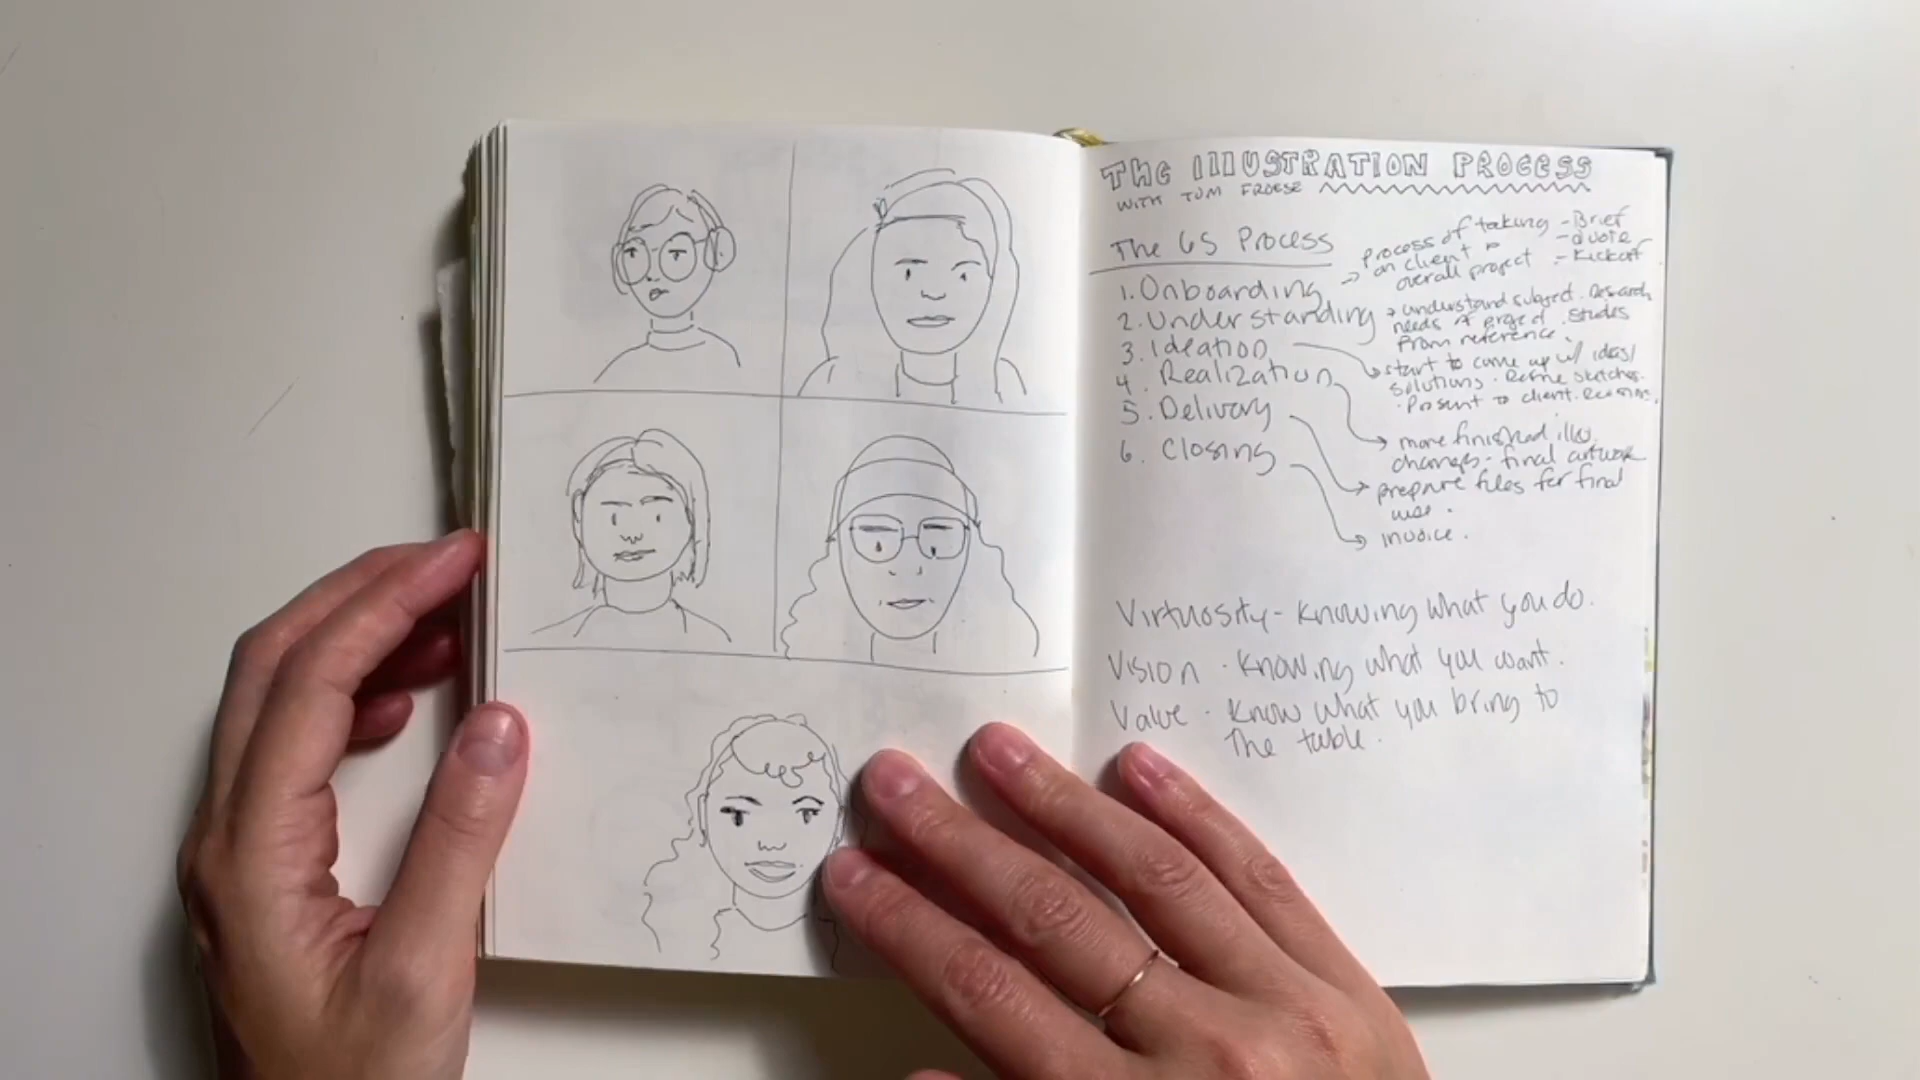 THE ILLUSTRATION PROCESS
WITH TOM FROESE
The 6S Process
1. Onboarding
2. Understanding
3. Ideation
4. Realization
5. Delivery
6. Closing
process of taking
on client &
overall project
- Brief
- Quote
- Kickoff
understand subject. Research
needs of project. Studies
from reference.
start to come up w/ ideas/
solutions. Refine sketches.
• Present to client.
more finished illus.
changes - final artwork
prepare files for final
use.
invoice.
Virtuosity - Knowing what you do.
Vision - Knowing what you want.
Value - Know what you bring to
The table.